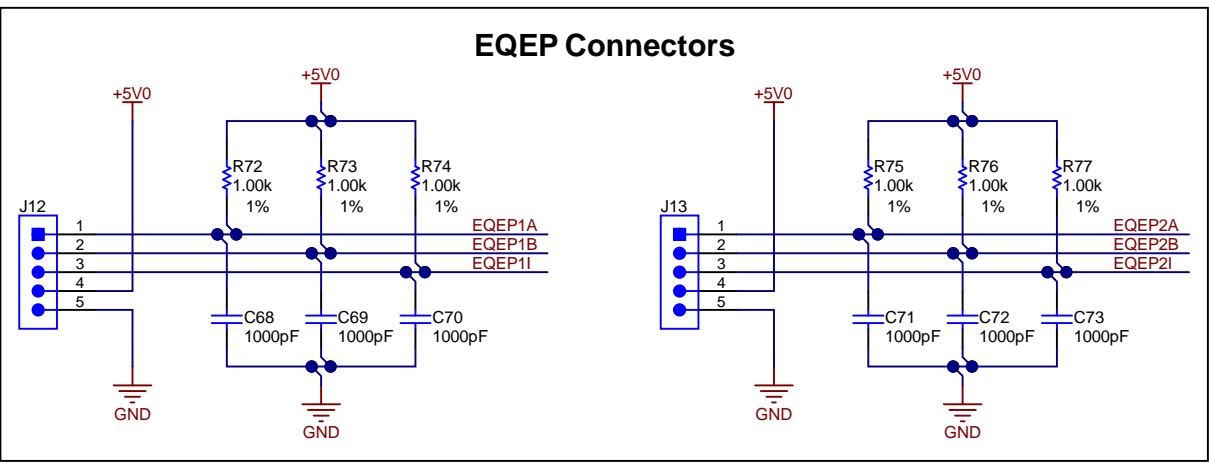 EQEP Connectors
+5V0
+5V0
R72
1.00k
1%
R73
1.00k
1%
R74
1.00k
1%
J12
1
2
3
4
5
EQEP1A
EQEP1B
EQEP1I
C68
1000pF
C69
1000pF
C70
1000pF
GND
GND
+5V0
+5V0
R75
1.00k
1%
R76
1.00k
1%
R77
1.00k
1%
J13
1
2
3
4
5
EQEP2A
EQEP2B
EQEP2I
C71
1000pF
C72
1000pF
C73
1000pF
GND
GND